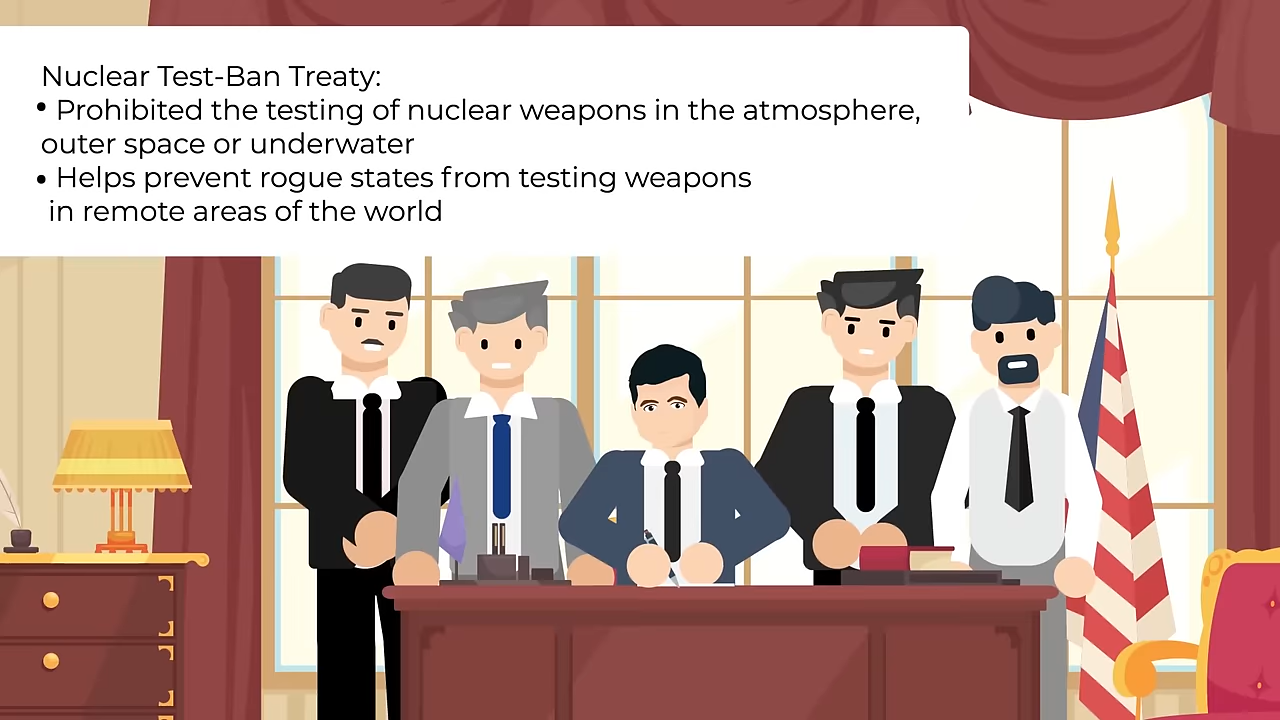 Nuclear Test-Ban Treaty:
• Prohibited the testing of nuclear weapons in the atmosphere,
outer space or underwater
• Helps prevent rogue states from testing weapons
in remote areas of the world